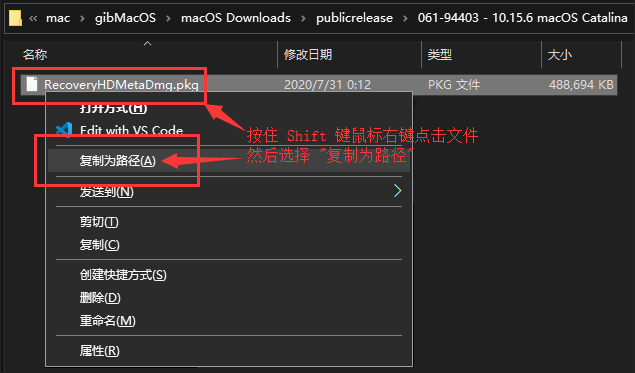 « mac › gibMacOS › macOS Downloads › publicrelease › 061-94403 - 10.15.6 macOS Catalina
名称 修改日期 类型 大小
RecoveryHDMetaDmg.pkg 2020/7/31 0:12 PKG 文件 488,694 KB
打开方式(H)
Edit with VS Code
按住 Shift 键鼠标右键点击文件
然后选择 "复制为路径"
复制为路径(A)
发送到(N)
剪切(T)
复制(C)
创建快捷方式(S)
删除(D)
重命名(M)
属性(R)